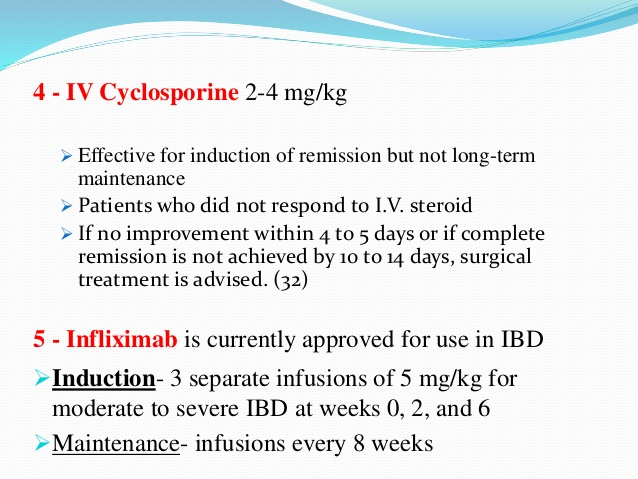 4 - IV Cyclosporine 2-4 mg/kg
➢ Effective for induction of remission but not long-term
maintenance
➢ Patients who did not respond to I.V. steroid
➢ If no improvement within 4 to 5 days or if complete
remission is not achieved by 10 to 14 days, surgical
treatment is advised. (32)
5 - Infliximab is currently approved for use in IBD
➢Induction- 3 separate infusions of 5 mg/kg for
moderate to severe IBD at weeks 0, 2, and 6
➢Maintenance- infusions every 8 weeks